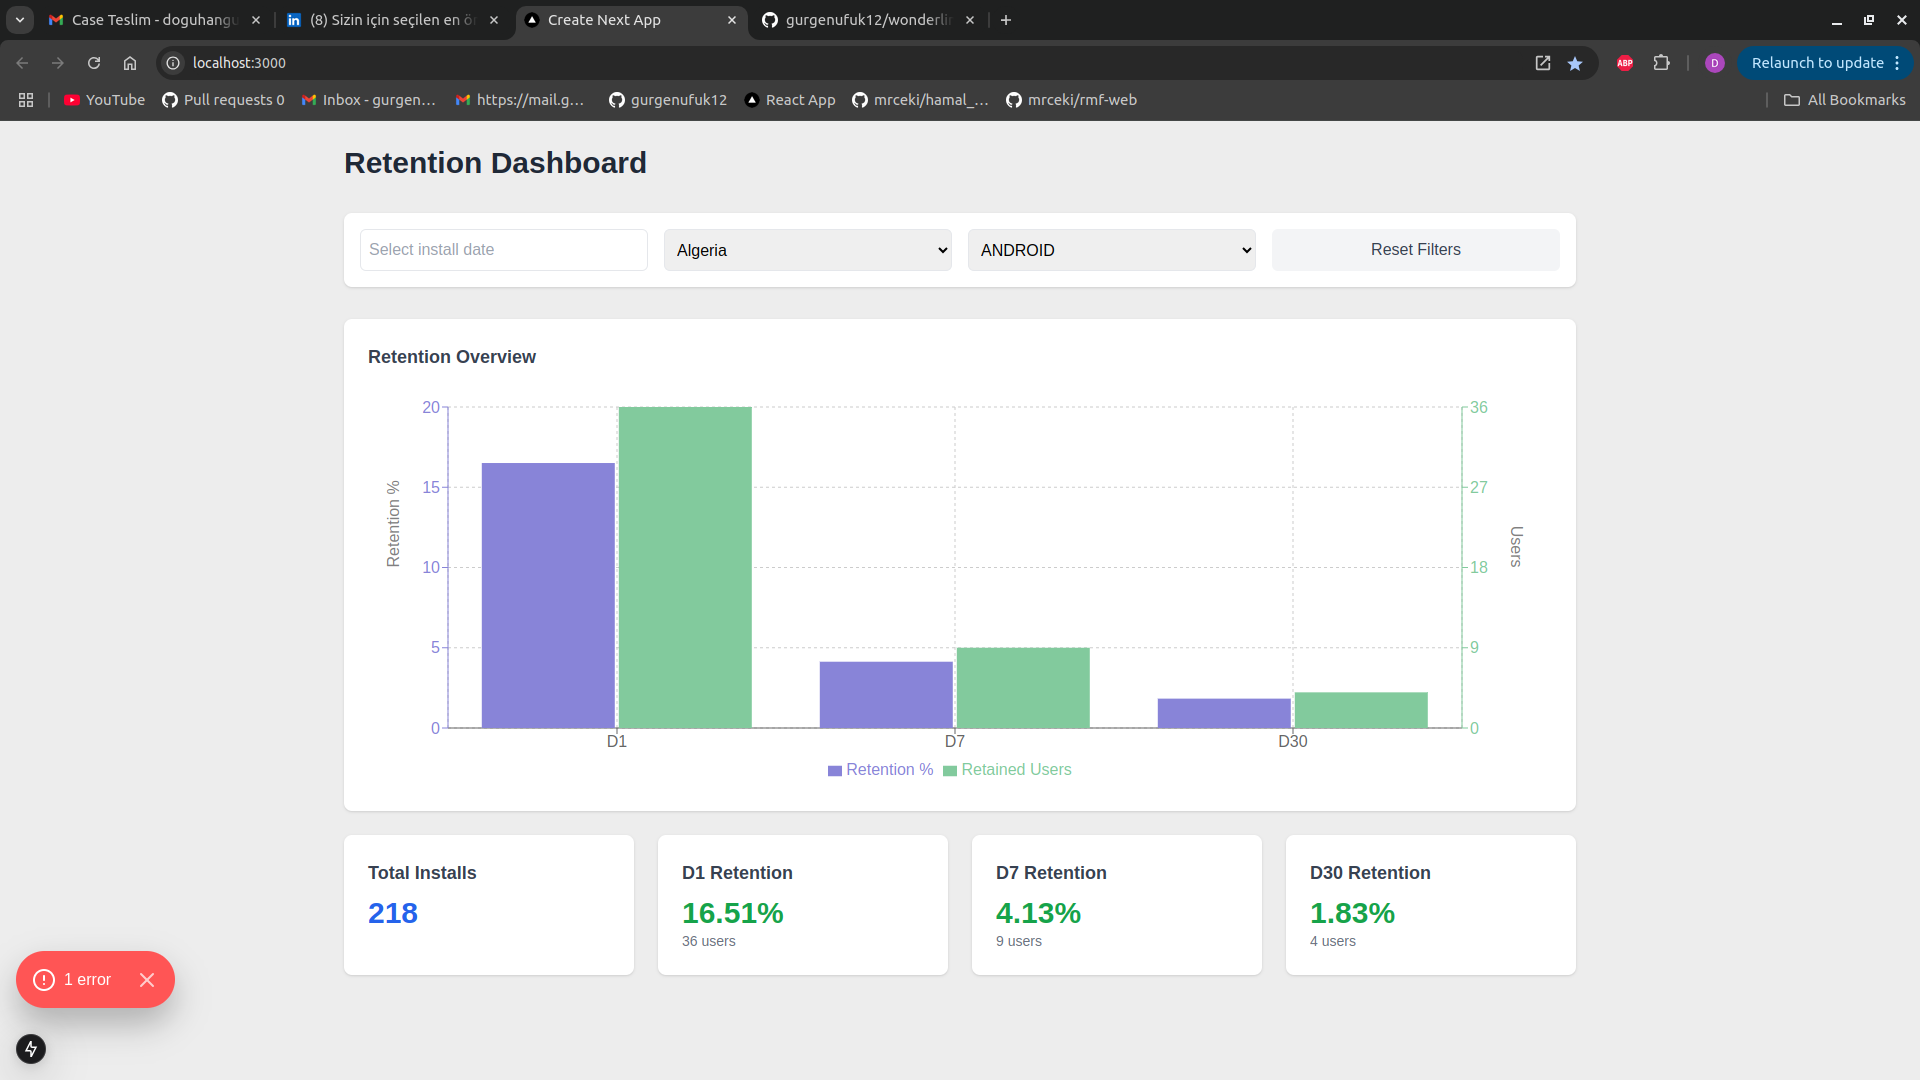 Case Teslim - doguhangu
(8) Sizin için seçilen en ön
Create Next App
gurgenufuk12/wonderlin
localhost:3000
ABP
D
Relaunch to update
YouTube
Pull requests 0
Inbox - gurgen...
https://mail.g...
gurgenufuk12
React App
mrceki/hamal_...
mrceki/rmf-web
All Bookmarks
Retention Dashboard
Select install date
Algeria
ANDROID
Reset Filters
Retention Overview
20
15
10
5
0
Retention %
36
27
18
9
0
Users
D1
D7
D30
Retention %
Retained Users
Total Installs
218
D1 Retention
16.51%
36 users
D7 Retention
4.13%
9 users
D30 Retention
1.83%
4 users
1 error